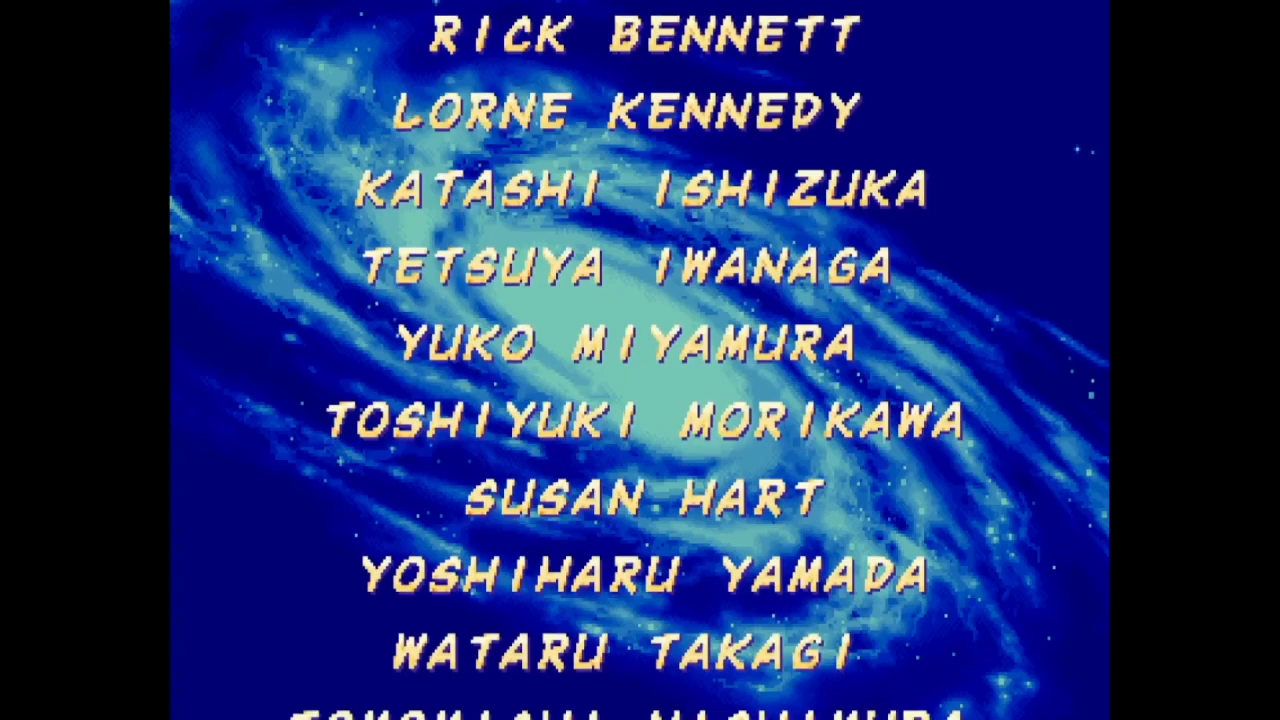 RICK BENNETT
LORNE KENNEDY
KATASHI ISHIZUKA
TETSUYA IWANAGA
YUKO MIYAMURA
TOSHIYUKI MORIKAWA
SUSAN HART
YOSHIHARU YAMADA
WATARU TAKAGI